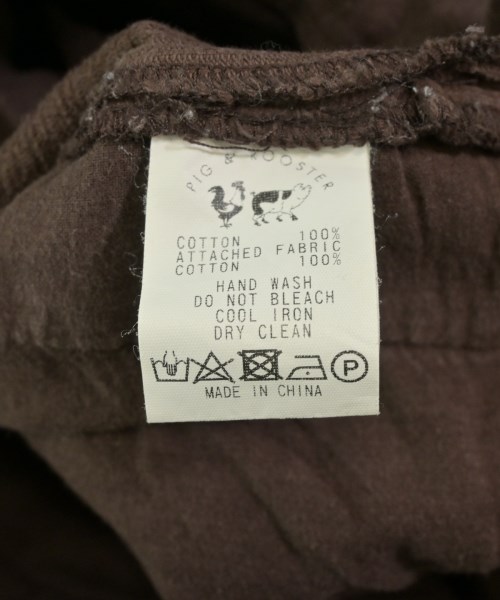 PIG & ROOSTER
COTTON 100%
ATTACHED FABRIC
COTTON 100%
HAND WASH
DO NOT BLEACH
COOL IRON
DRY CLEAN
P
MADE IN CHINA